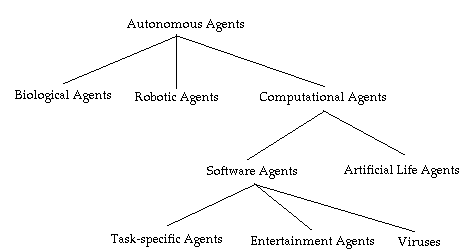 Autonomous Agents
Biological Agents
Robotic Agents
Computational Agents
Software Agents
Artificial Life Agents
Task-specific Agents
Entertainment Agents
Viruses